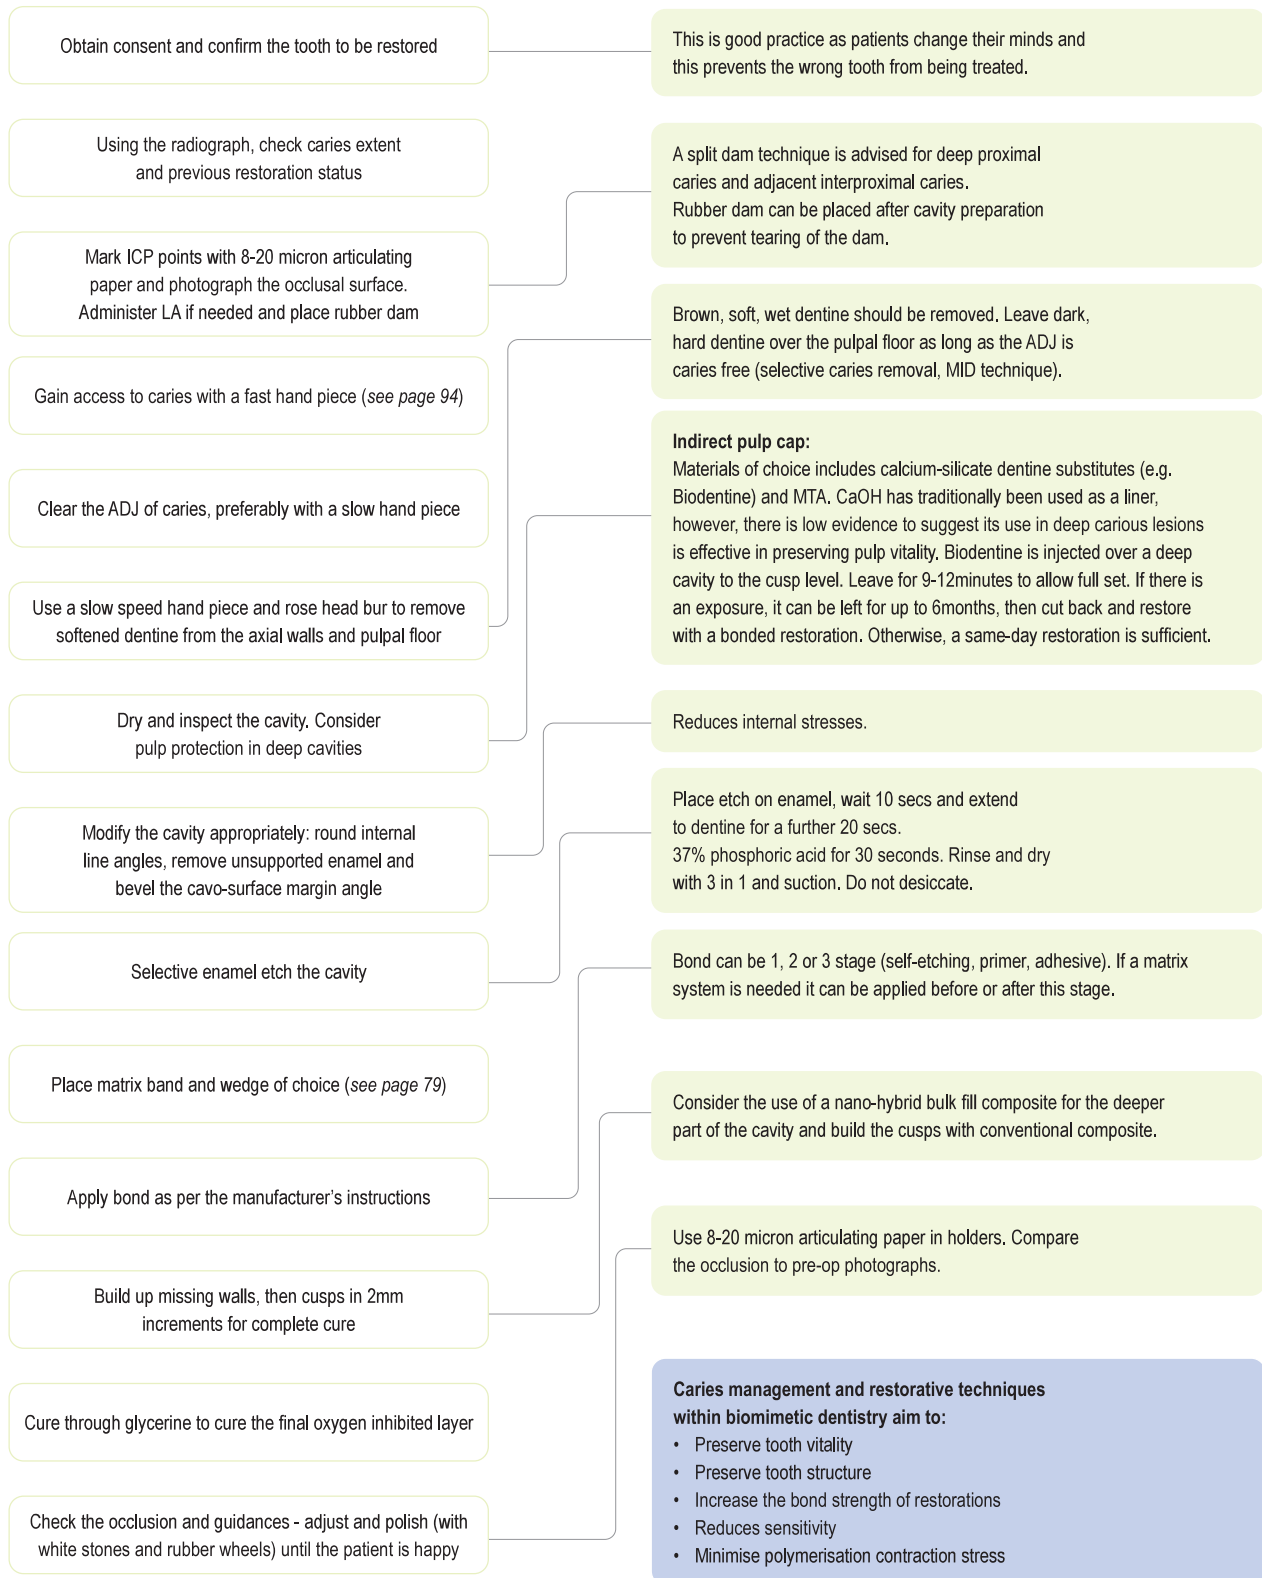 Obtain consent and confirm the tooth to be restored
This is good practice as patients change their minds and
this prevents the wrong tooth from being treated.
Using the radiograph, check caries extent
and previous restoration status
A split dam technique is advised for deep proximal
caries and adjacent interproximal caries.
Rubber dam can be placed after cavity preparation
to prevent tearing of the dam.
Mark ICP points with 8-20 micron articulating
paper and photograph the occlusal surface.
Administer LA if needed and place rubber dam
Brown, soft, wet dentine should be removed. Leave dark,
hard dentine over the pulpal floor as long as the ADJ is
caries free (selective caries removal, MID technique).
Gain access to caries with a fast hand piece (see page 94)
Indirect pulp cap:
Materials of choice includes calcium-silicate dentine substitutes (e.g.
Biodentine) and MTA. CaOH has traditionally been used as a liner,
however, there is low evidence to suggest its use in deep carious lesions
is effective in preserving pulp vitality. Biodentine is injected over a deep
cavity to the cusp level. Leave for 9-12minutes to allow full set. If there is
an exposure, it can be left for up to 6months, then cut back and restore
with a bonded restoration. Otherwise, a same-day restoration is sufficient.
Clear the ADJ of caries, preferably with a slow hand piece
Use a slow speed hand piece and rose head bur to remove
softened dentine from the axial walls and pulpal floor
Dry and inspect the cavity. Consider
pulp protection in deep cavities
Reduces internal stresses.
Modify the cavity appropriately: round internal
line angles, remove unsupported enamel and
bevel the cavo-surface margin angle
Place etch on enamel, wait 10 secs and extend
to dentine for a further 20 secs.
37% phosphoric acid for 30 seconds. Rinse and dry
with 3 in 1 and suction. Do not desiccate.
Selective enamel etch the cavity
Bond can be 1, 2 or 3 stage (self-etching, primer, adhesive). If a matrix
system is needed it can be applied before or after this stage.
Place matrix band and wedge of choice (see page 79)
Consider the use of a nano-hybrid bulk fill composite for the deeper
part of the cavity and build the cusps with conventional composite.
Apply bond as per the manufacturer's instructions
Use 8-20 micron articulating paper in holders. Compare
the occlusion to pre-op photographs.
Build up missing walls, then cusps in 2mm
increments for complete cure
Cure through glycerine to cure the final oxygen inhibited layer
Check the occlusion and guidances - adjust and polish (with
white stones and rubber wheels) until the patient is happy
Caries management and restorative techniques
within biomimetic dentistry aim to:
• Preserve tooth vitality
• Preserve tooth structure
• Increase the bond strength of restorations
• Reduces sensitivity
• Minimise polymerisation contraction stress